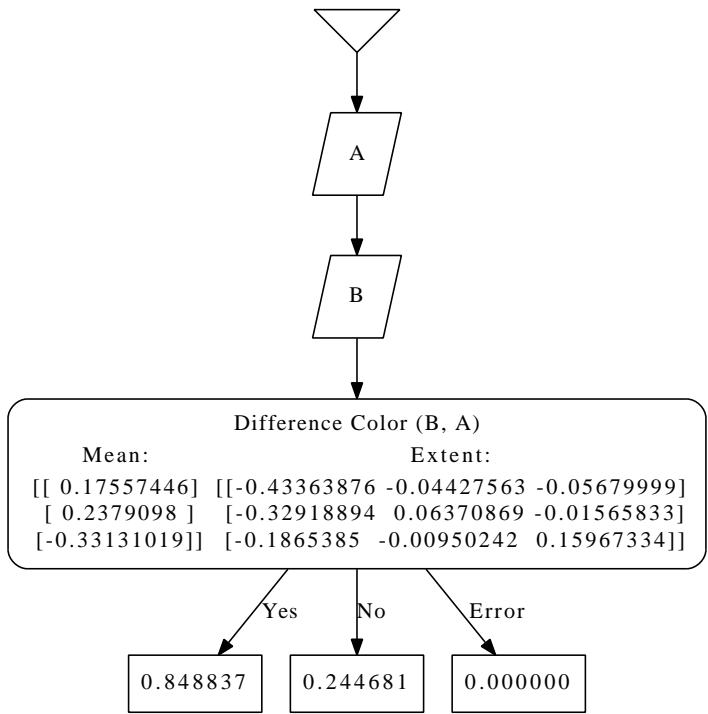 A
B
Difference Color (B, A)
Mean: Extent:
[[ 0.17557446] [[-0.43363876 -0.04427563 -0.05679999]
[ 0.2379098 ] [-0.32918894 0.06370869 -0.01565833]
[-0.33131019]] [-0.1865385 -0.00950242 0.15967334]]
Yes No Error
0.848837 0.244681 0.000000